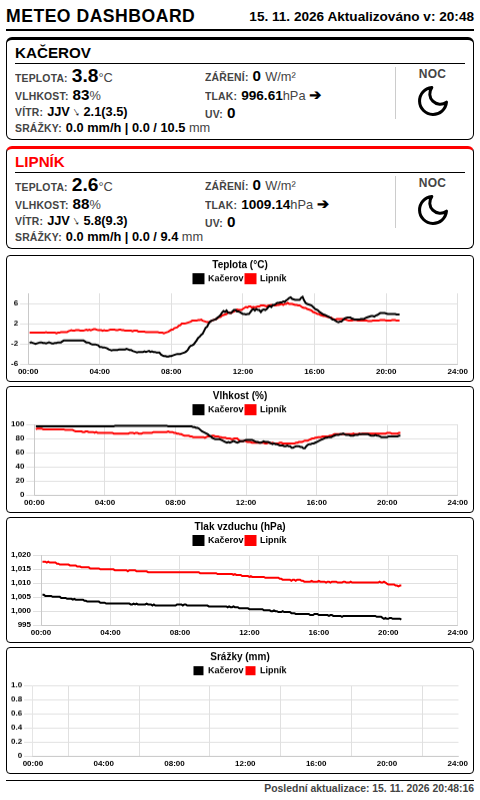 METEO DASHBOARD 15. 11. 2026 Aktualizováno v: 20:48
KAČEROV
TEPLOTA: 3.8°C
VLHKOST: 83%
VÍTR: JJV ↓ 2.1(3.5)
SRÁŽKY: 0.0 mm/h | 0.0 / 10.5 mm
ZÁŘENÍ: 0 W/m²
TLAK: 996.61hPa ➔
UV: 0
NOC
LIPNÍK
TEPLOTA: 2.6°C
VLHKOST: 88%
VÍTR: JJV ↓ 5.8(9.3)
SRÁŽKY: 0.0 mm/h | 0.0 / 9.4 mm
ZÁŘENÍ: 0 W/m²
TLAK: 1009.14hPa ➔
UV: 0
NOC
Teplota (°C)
Kačerov Lipník
6
2
-2
-6
00:00 04:00 08:00 12:00 16:00 20:00 24:00
Vlhkost (%)
Kačerov Lipník
100
80
60
40
20
0
00:00 04:00 08:00 12:00 16:00 20:00 24:00
Tlak vzduchu (hPa)
Kačerov Lipník
1,020
1,015
1,010
1,005
1,000
995
00:00 04:00 08:00 12:00 16:00 20:00 24:00
Srážky (mm)
Kačerov Lipník
1.0
0.8
0.6
0.4
0.2
0
00:00 04:00 08:00 12:00 16:00 20:00 24:00
Poslední aktualizace: 15. 11. 2026 20:48:16